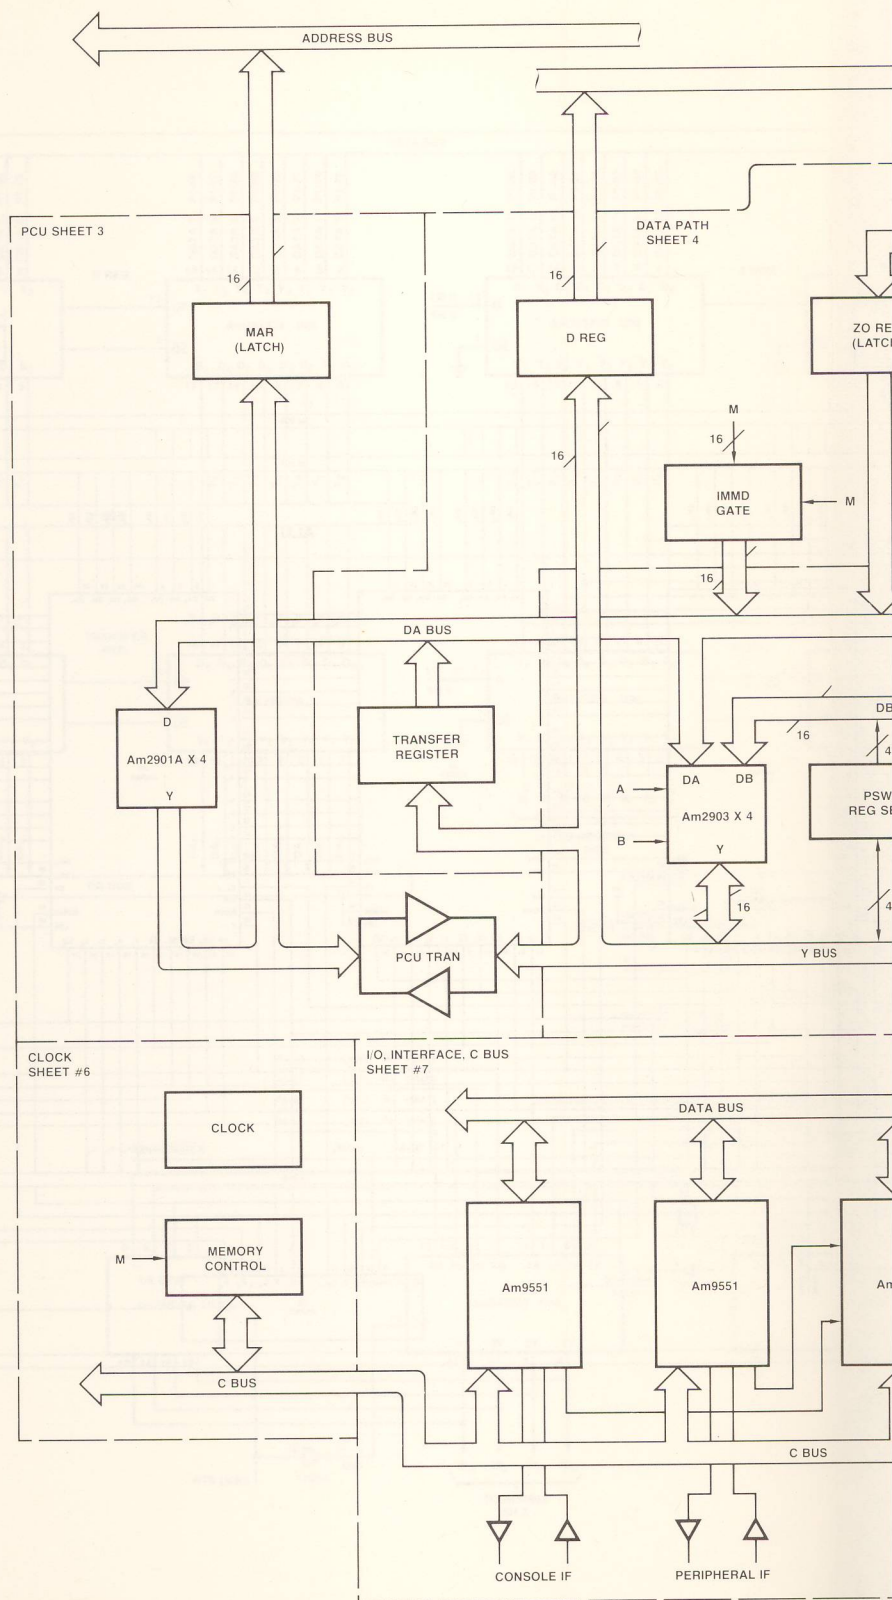 ADDRESS BUS
PCU SHEET 3
DATA PATH
SHEET 4
16
16
MAR
(LATCH)
D REG
ZO RE
(LATC
M
16
16
IMMD
GATE
M
16
DA BUS
D
Am2901A X 4
Y
TRANSFER
REGISTER
DB
16
4
DA
DB
A
Am2903 X 4
B
Y
PSW
REG SE
16
4
PCU TRAN
Y BUS
CLOCK
SHEET #6
I/O, INTERFACE, C BUS
SHEET #7
CLOCK
DATA BUS
M
MEMORY
CONTROL
Am9551
Am9551
Am
C BUS
C BUS
CONSOLE IF
PERIPHERAL IF